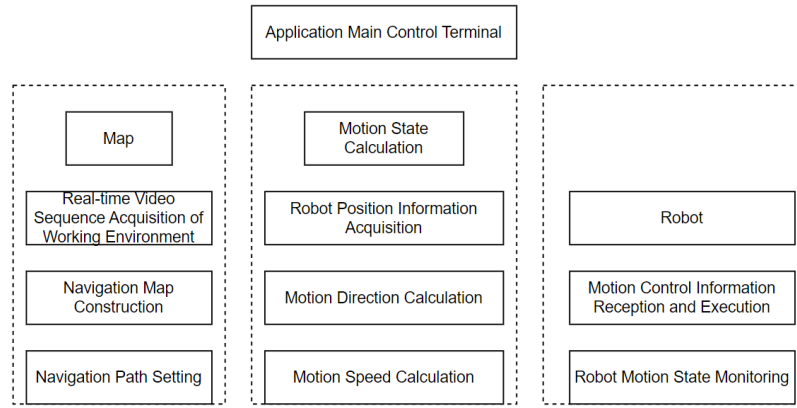 Application Main Control Terminal
Map
Real-time Video
Sequence Acquisition of
Working Environment
Navigation Map
Construction
Navigation Path Setting
Motion State
Calculation
Robot Position Information
Acquisition
Motion Direction Calculation
Motion Speed Calculation
Robot
Motion Control Information
Reception and Execution
Robot Motion State Monitoring